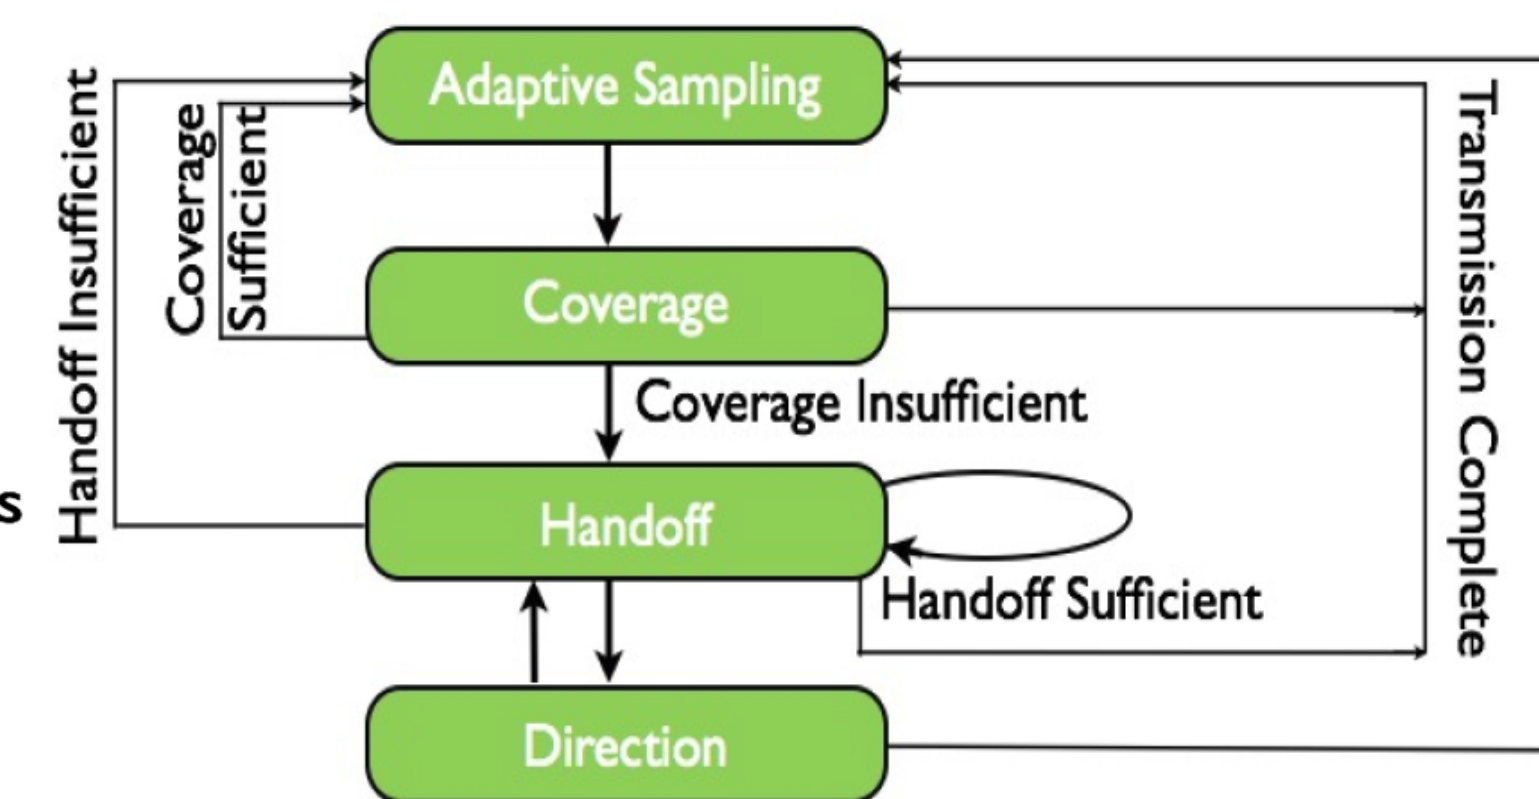 Adaptive Sampling
Handoff Insufficient
Coverage
Sufficient
Transmission Complete
Coverage
Coverage Insufficient
s
Handoff
Handoff Sufficient
Direction